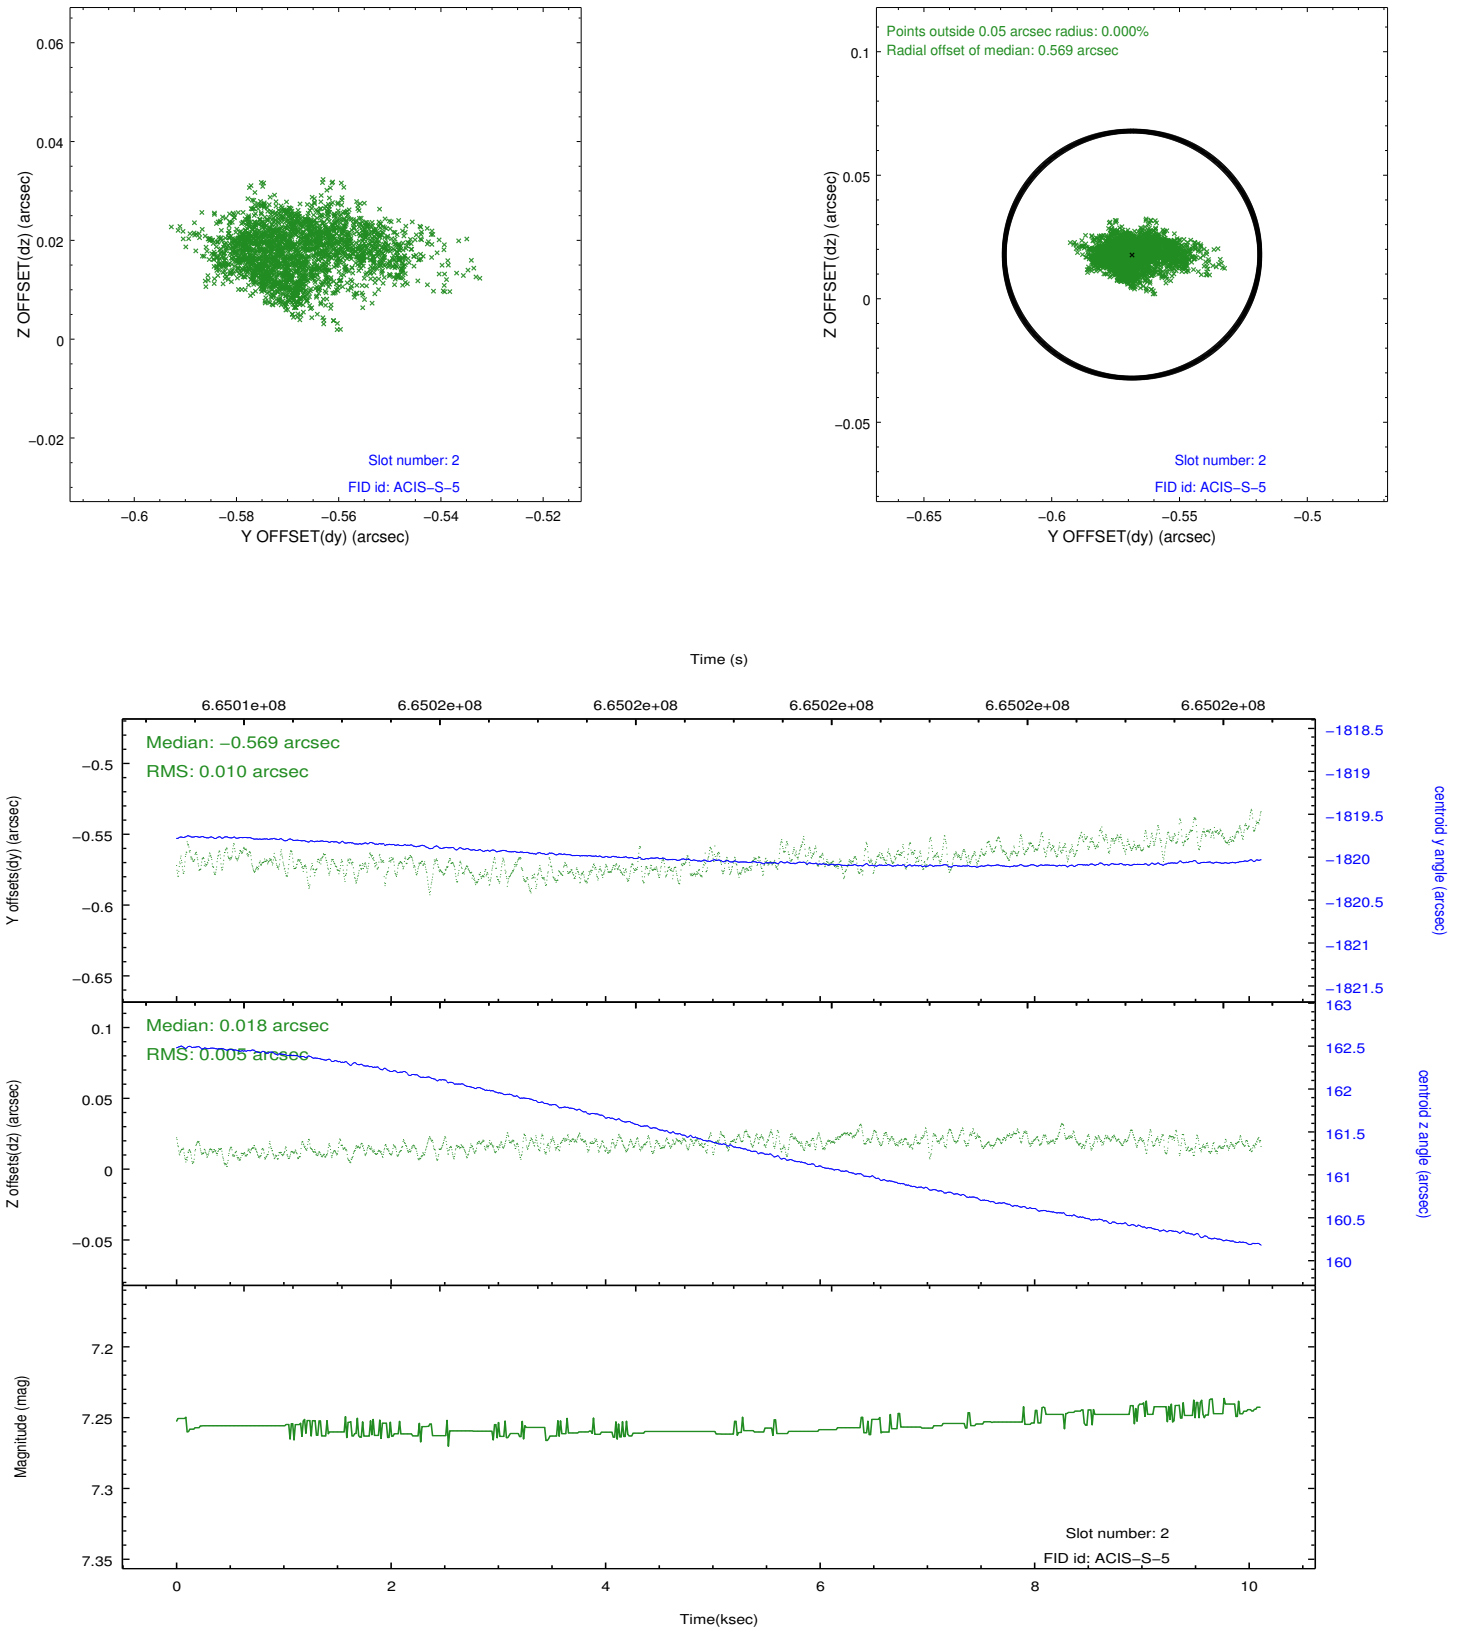 0.06
0.04
0.02
0
−0.02
Z OFFSET(dz) (arcsec)
Slot number: 2
FID id: ACIS−S−5
−0.6
−0.58
−0.56
−0.54
−0.52
Y OFFSET(dy) (arcsec)
Points outside 0.05 arcsec radius: 0.000%
Radial offset of median: 0.569 arcsec
0.1
0.05
0
−0.05
Z OFFSET(dz) (arcsec)
Slot number: 2
FID id: ACIS−S−5
−0.65
−0.6
−0.55
−0.5
Y OFFSET(dy) (arcsec)
Time (s)
6.6501e+08
6.6502e+08
6.6502e+08
6.6502e+08
6.6502e+08
6.6502e+08
Median: −0.569 arcsec
RMS: 0.010 arcsec
−0.5
−0.55
−0.6
−0.65
Y offsets(dy) (arcsec)
−1818.5
−1819
−1819.5
−1820
−1820.5
−1821
−1821.5
centroid y angle (arcsec)
Median: 0.018 arcsec
RMS: 0.005 arcsec
0.1
0.05
0
−0.05
Z offsets(dz) (arcsec)
163
162.5
162
161.5
161
160.5
160
centroid z angle (arcsec)
7.2
7.25
7.3
7.35
Magnitude (mag)
Slot number: 2
FID id: ACIS−S−5
0
2
4
6
8
10
Time(ksec)